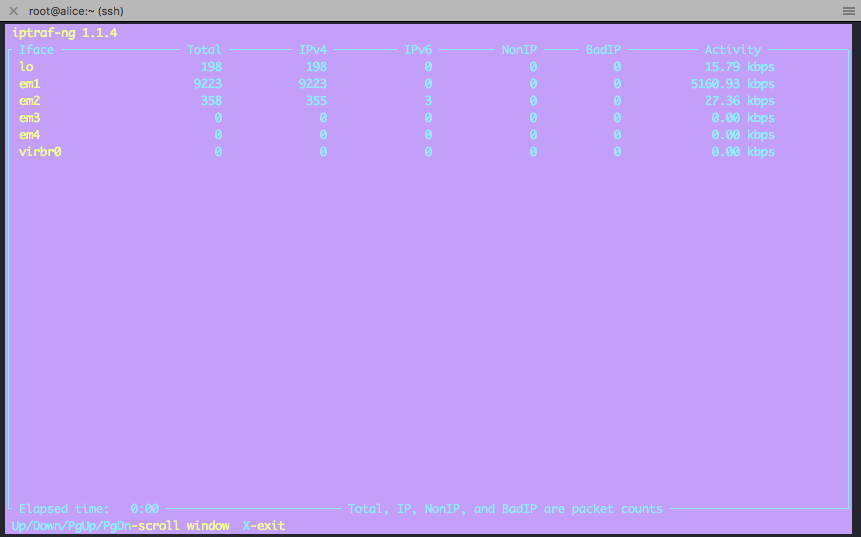 root@alice:~ (ssh)
iptraf-ng 1.1.4
Iface Total IPv4 IPv6 NonIP BadIP Activity
lo 198 198 0 0 0 15.79 kbps
em1 9223 9223 0 0 0 5160.93 kbps
em2 358 355 3 0 0 27.36 kbps
em3 0 0 0 0 0 0.00 kbps
em4 0 0 0 0 0 0.00 kbps
virbr0 0 0 0 0 0 0.00 kbps
Elapsed time: 0:00 Total, IP, NonIP, and BadIP are packet counts
Up/Down/PgUp/PgDn-scroll window X-exit